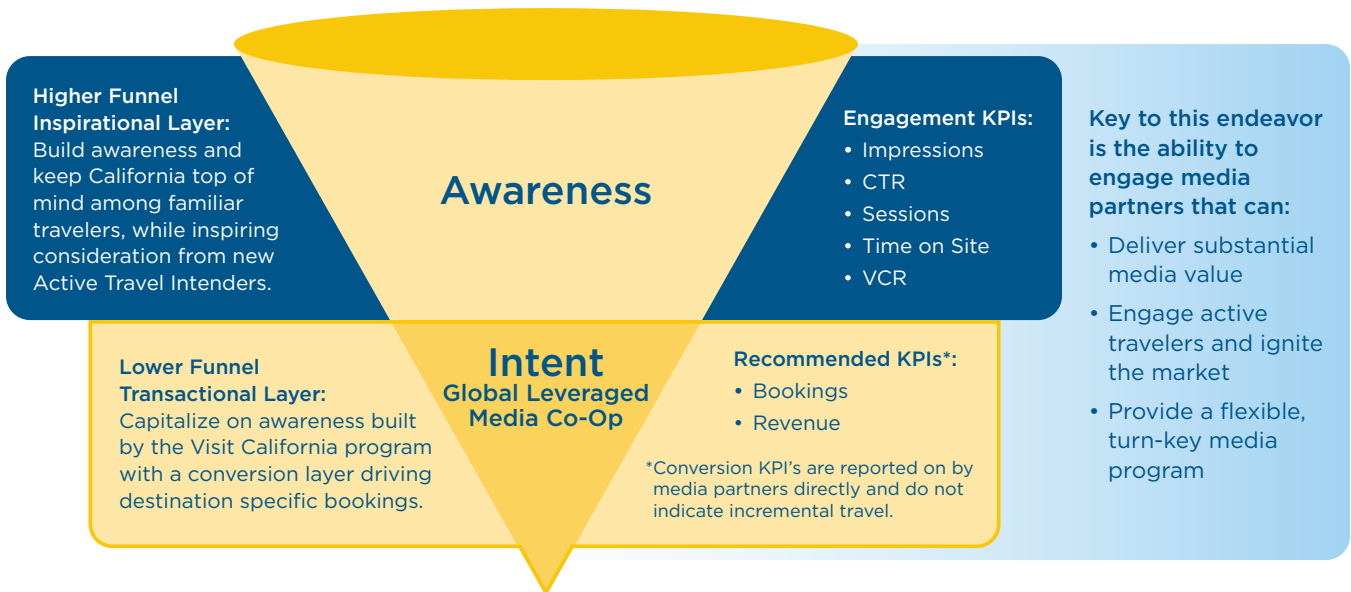 Higher Funnel
Inspirational Layer:
Build awareness and
keep California top of
mind among familiar
travelers, while inspiring
consideration from new
Active Travel Intenders.
Awareness
Engagement KPIs:
• Impressions
• CTR
• Sessions
• Time on Site
• VCR
Lower Funnel
Transactional Layer:
Capitalize on awareness built
by the Visit California program
with a conversion layer driving
destination specific bookings.
Intent
Global Leveraged
Media Co-Op
Recommended KPIs*:
• Bookings
• Revenue
*Conversion KPI's are reported on by
media partners directly and do not
indicate incremental travel.
Key to this endeavor
is the ability to
engage media
partners that can:
• Deliver substantial
media value
• Engage active
travelers and ignite
the market
• Provide a flexible,
turn-key media
program